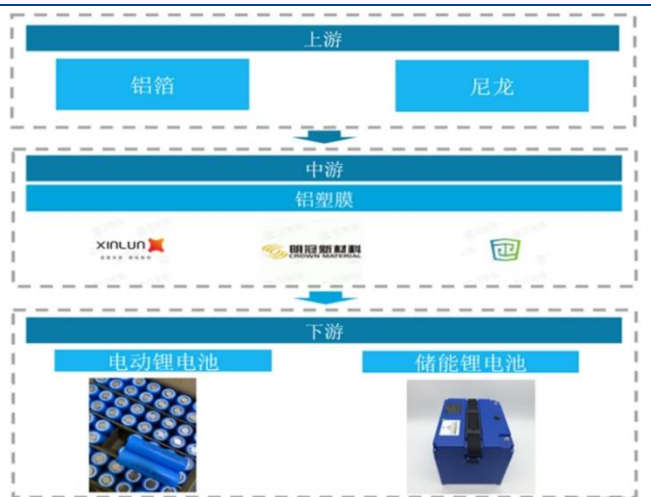 上游
铝箔
尼龙
中游
铝塑膜
XINLUN
明冠新材料
CROWN MATERIAL
下游
电动锂电池
储能锂电池